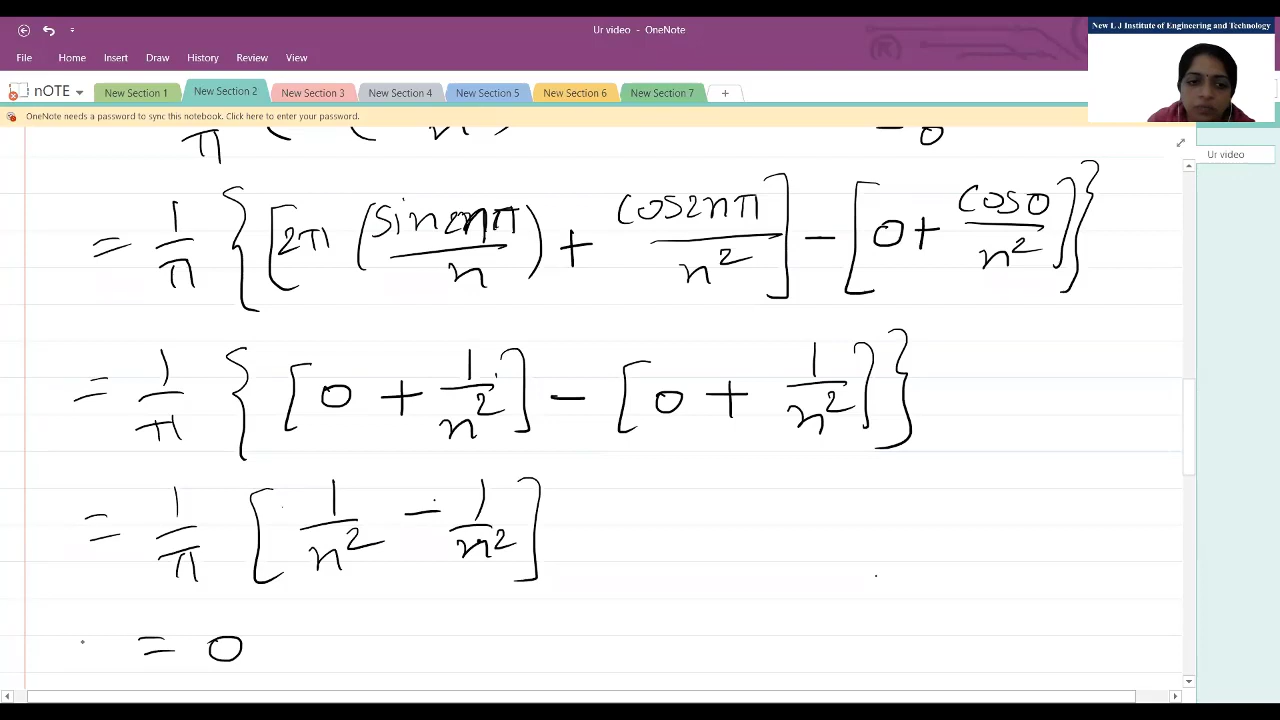 Ur video - OneNote
New L J Institute of Engineering and Technology
File Home Insert Draw History Review View
nOTE New Section 1 New Section 2 New Section 3 New Section 4 New Section 5 New Section 6 New Section 7 +
OneNote needs a password to sync this notebook. Click here to enter your password.
Ur video
π
= 1/π { [ 2π ( sin2nπ/n ) + cos2nπ/n² ] - [ 0 + cos0/n² ] }
= 1/π { [ 0 + 1/n² ] - [ 0 + 1/n² ] }
= 1/π [ 1/n² - 1/n² ]
= 0